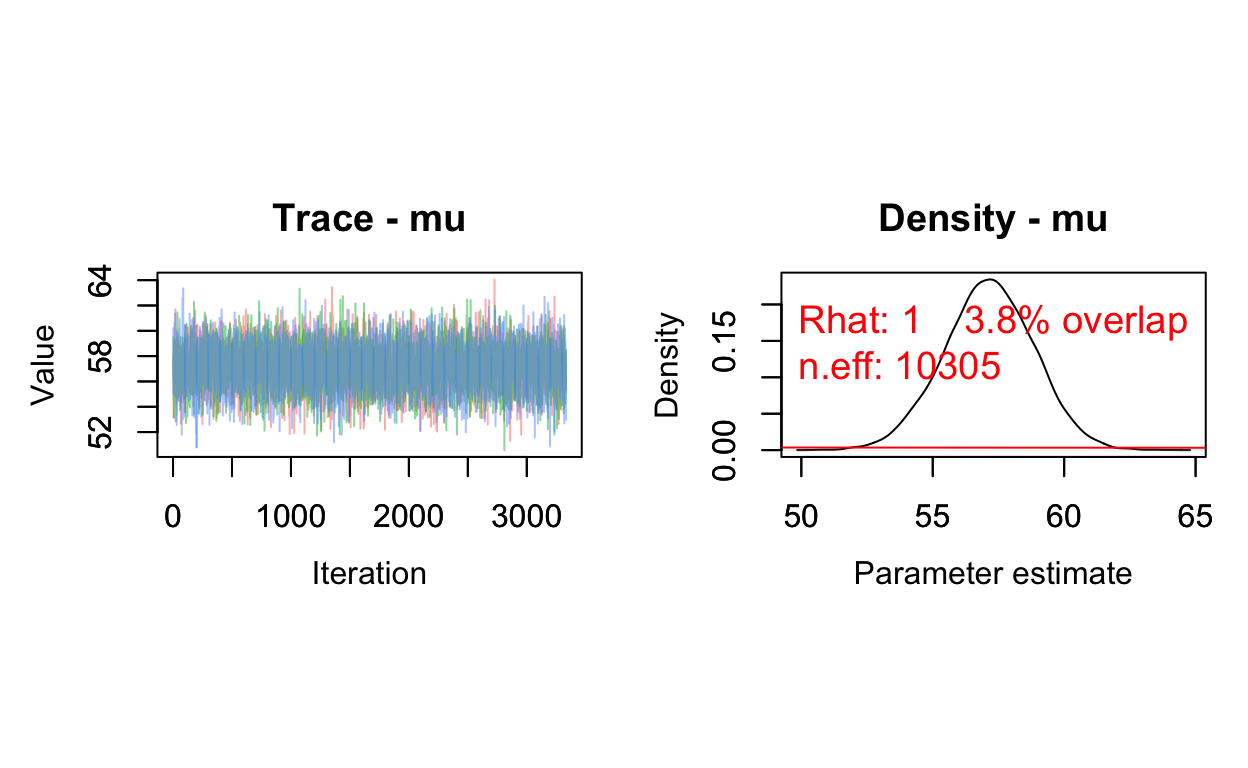 Trace - mu
Value
52
58
64
0
1000
2000
3000
Iteration
Density - mu
Density
0.00
0.15
Rhat: 1 3.8% overlap
n.eff: 10305
50
55
60
65
Parameter estimate